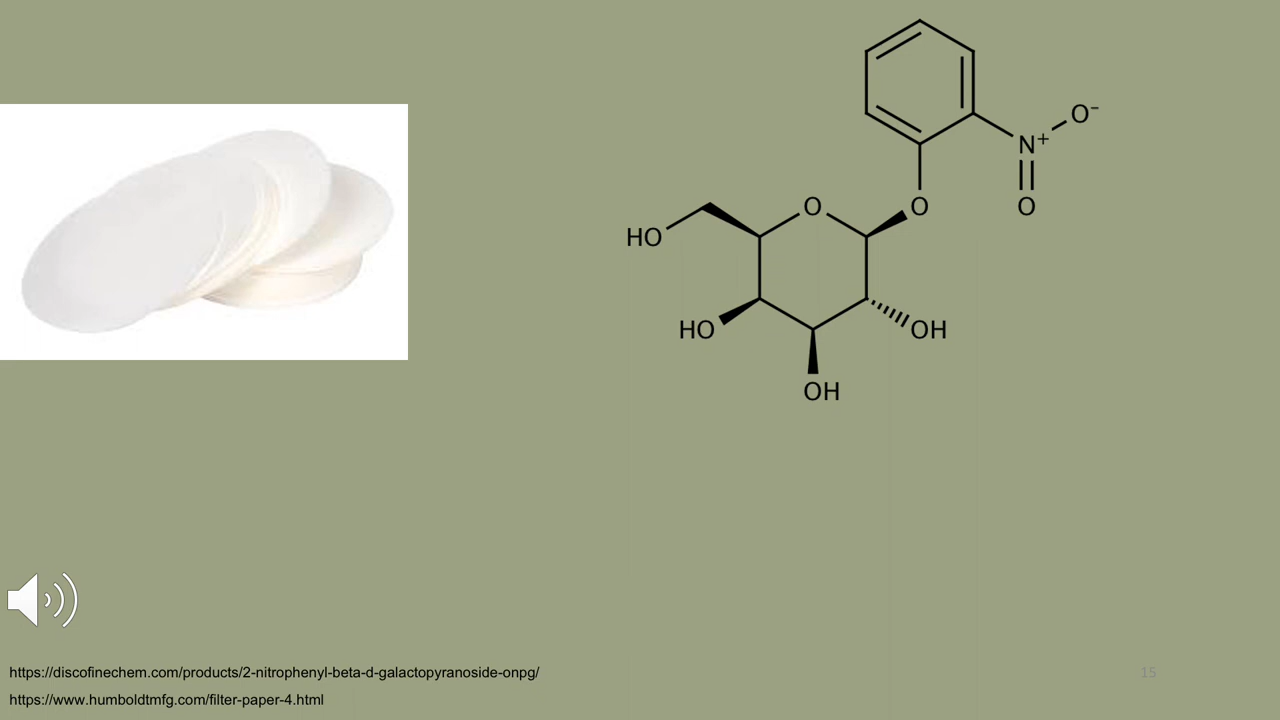 O⁻
N⁺
O
O
O
HO
HO
OH
OH
https://discofinechem.com/products/2-nitrophenyl-beta-d-galactopyranoside-onpg/
15
https://www.humboldtmfg.com/filter-paper-4.html